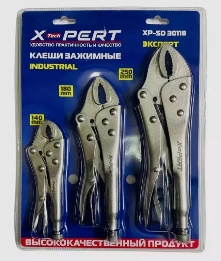 X-PERT
Tech
УДОБСТВО ПРАКТИЧНОСТЬ И КАЧЕСТВО
КЛЕЩИ ЗАЖИМНЫЕ
INDUSTRIAL
XP-SD 30118
ЭКСПЕРТ
250 mm
180 mm
140 mm
ВЫСОКОКАЧЕСТВЕННЫЙ ПРОДУКТ